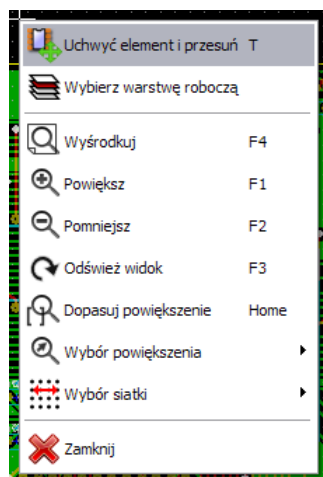 Uchwyć element i przesuń T
Wybierz warstwę roboczą
Wyśrodkuj F4
Powiększ F1
Pomniejsz F2
Odśwież widok F3
Dopasuj powiększenie Home
Wybór powiększenia
Wybór siatki
Zamknij